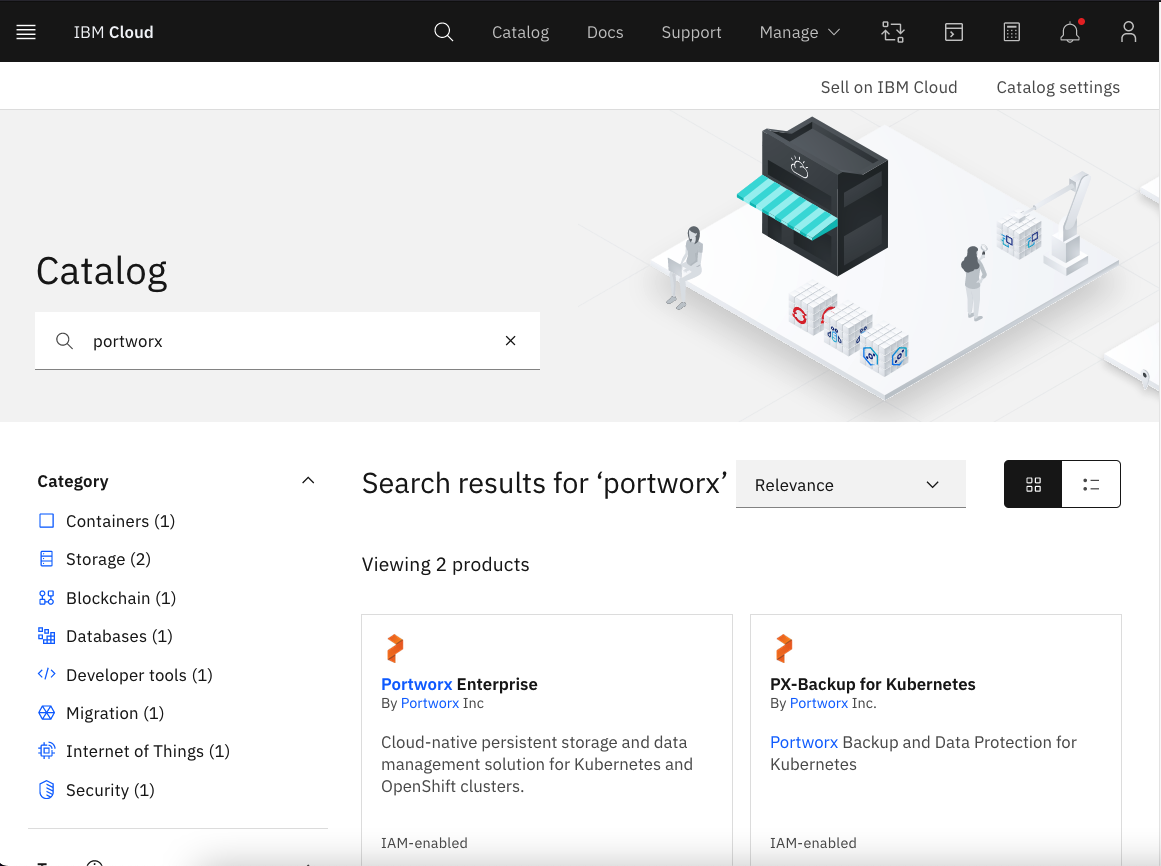 IBM Cloud
Catalog
Docs
Support
Manage
Sell on IBM Cloud
Catalog settings
Catalog
portworx
Category
Containers (1)
Storage (2)
Blockchain (1)
Databases (1)
Developer tools (1)
Migration (1)
Internet of Things (1)
Security (1)
Search results for ‘portworx’
Relevance
Viewing 2 products
Portworx Enterprise
By Portworx Inc
Cloud-native persistent storage and data
management solution for Kubernetes and
OpenShift clusters.
IAM-enabled
PX-Backup for Kubernetes
By Portworx Inc.
Portworx Backup and Data Protection for
Kubernetes
IAM-enabled